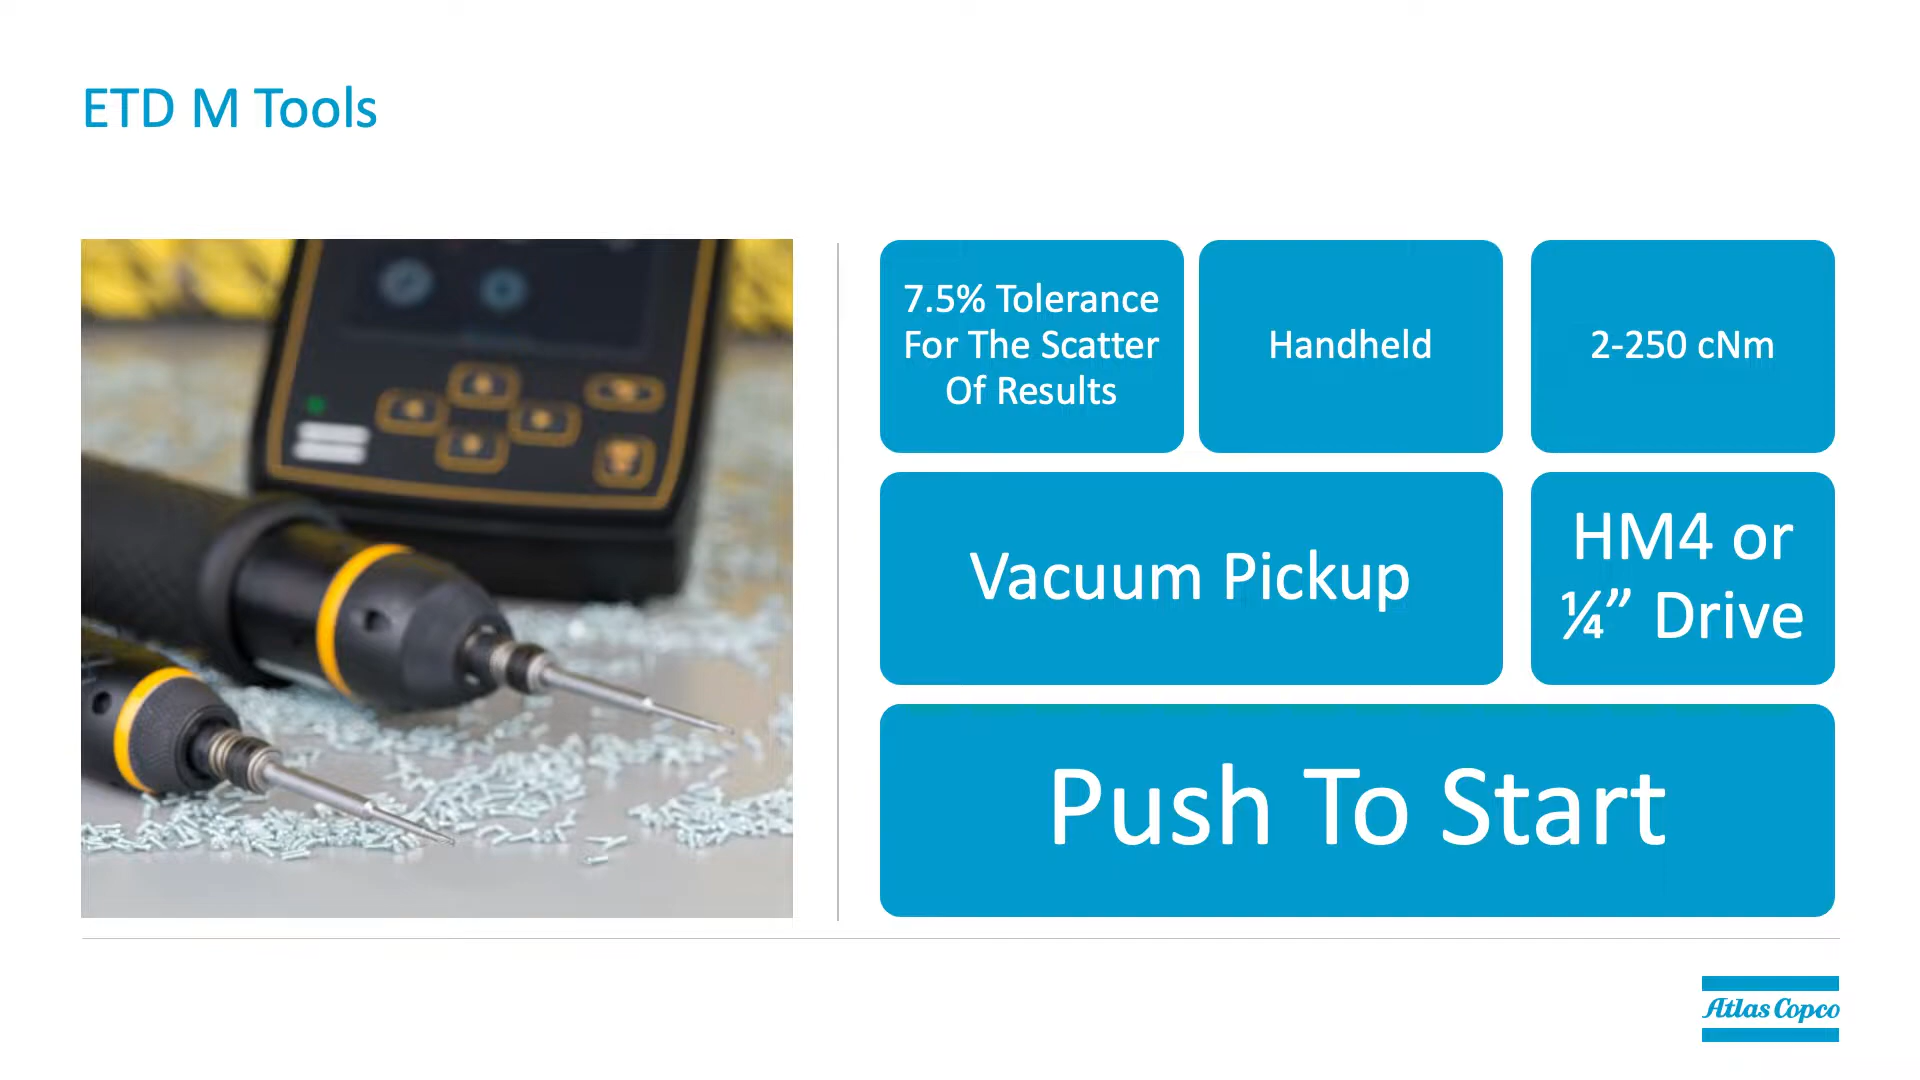 ETD M Tools
7.5% Tolerance
For The Scatter
Of Results
Handheld
2-250 cNm
Vacuum Pickup
HM4 or
¼” Drive
Push To Start
Atlas Copco